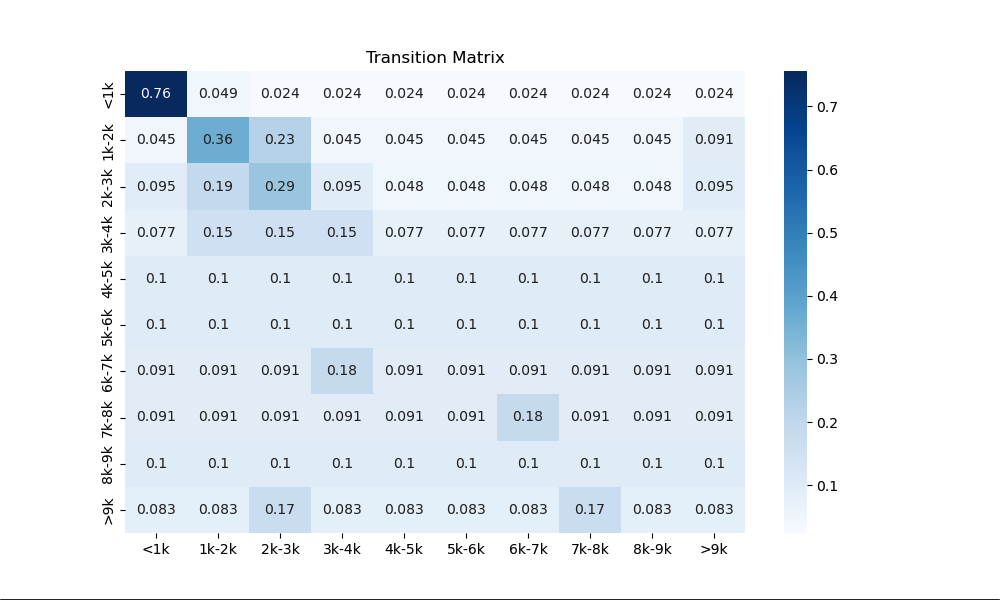 Transition Matrix
<1k 0.76 0.049 0.024 0.024 0.024 0.024 0.024 0.024 0.024 0.024
1k-2k 0.045 0.36 0.23 0.045 0.045 0.045 0.045 0.045 0.045 0.091
2k-3k 0.095 0.19 0.29 0.095 0.048 0.048 0.048 0.048 0.048 0.095
3k-4k 0.077 0.15 0.15 0.15 0.077 0.077 0.077 0.077 0.077 0.077
4k-5k 0.1 0.1 0.1 0.1 0.1 0.1 0.1 0.1 0.1 0.1
5k-6k 0.1 0.1 0.1 0.1 0.1 0.1 0.1 0.1 0.1 0.1
6k-7k 0.091 0.091 0.091 0.18 0.091 0.091 0.091 0.091 0.091 0.091
7k-8k 0.091 0.091 0.091 0.091 0.091 0.091 0.18 0.091 0.091 0.091
8k-9k 0.1 0.1 0.1 0.1 0.1 0.1 0.1 0.1 0.1 0.1
>9k 0.083 0.083 0.17 0.083 0.083 0.083 0.083 0.17 0.083 0.083
<1k 1k-2k 2k-3k 3k-4k 4k-5k 5k-6k 6k-7k 7k-8k 8k-9k >9k
0.7
0.6
0.5
0.4
0.3
0.2
0.1